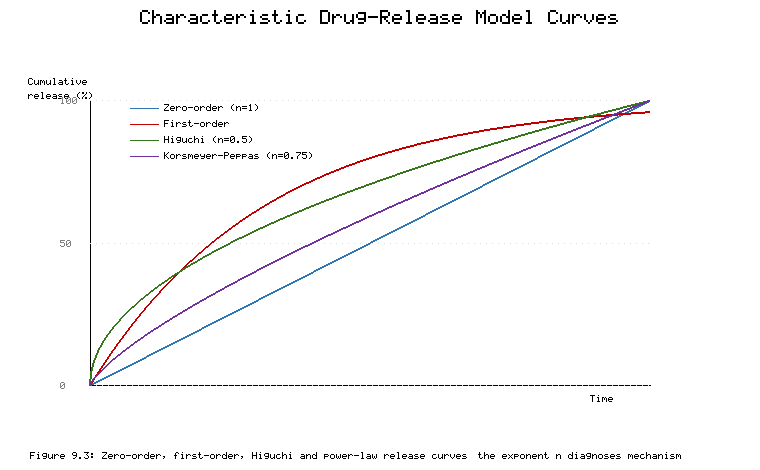 Characteristic Drug-Release Model Curves
Cumulative
release (%)
100
Zero-order (n=1)
First-order
Higuchi (n=0.5)
Korsmeyer-Peppas (n=0.75)
50
0
Time
Figure 9.3: Zero-order, first-order, Higuchi and power-law release curves the exponent n diagnoses mechanism